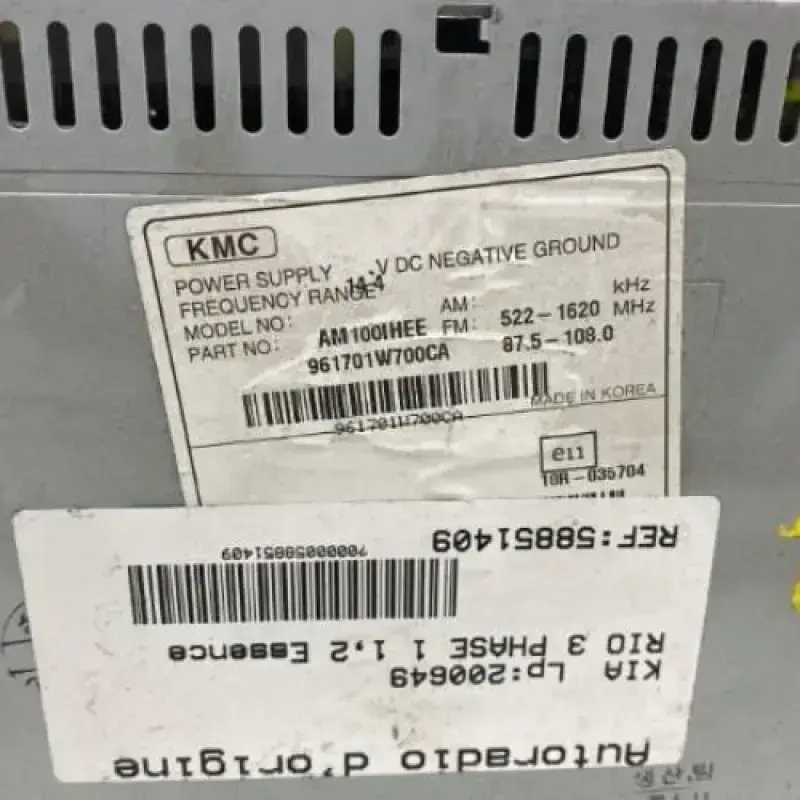 KMC
POWER SUPPLY 14.4 V DC NEGATIVE GROUND
FREQUENCY RANGE AM: 522-1620 kHz
FM: 87.5-108.0 MHz
MODEL NO: AM100IHEE
PART NO: 961701W700CA
961701W700CA
MADE IN KOREA
e11
10R-035704
Autoradio d'origine
KIA Lp:200649
RIO 3 PHASE 1 1.2 Essence
7000005885140​9
REF:58851409